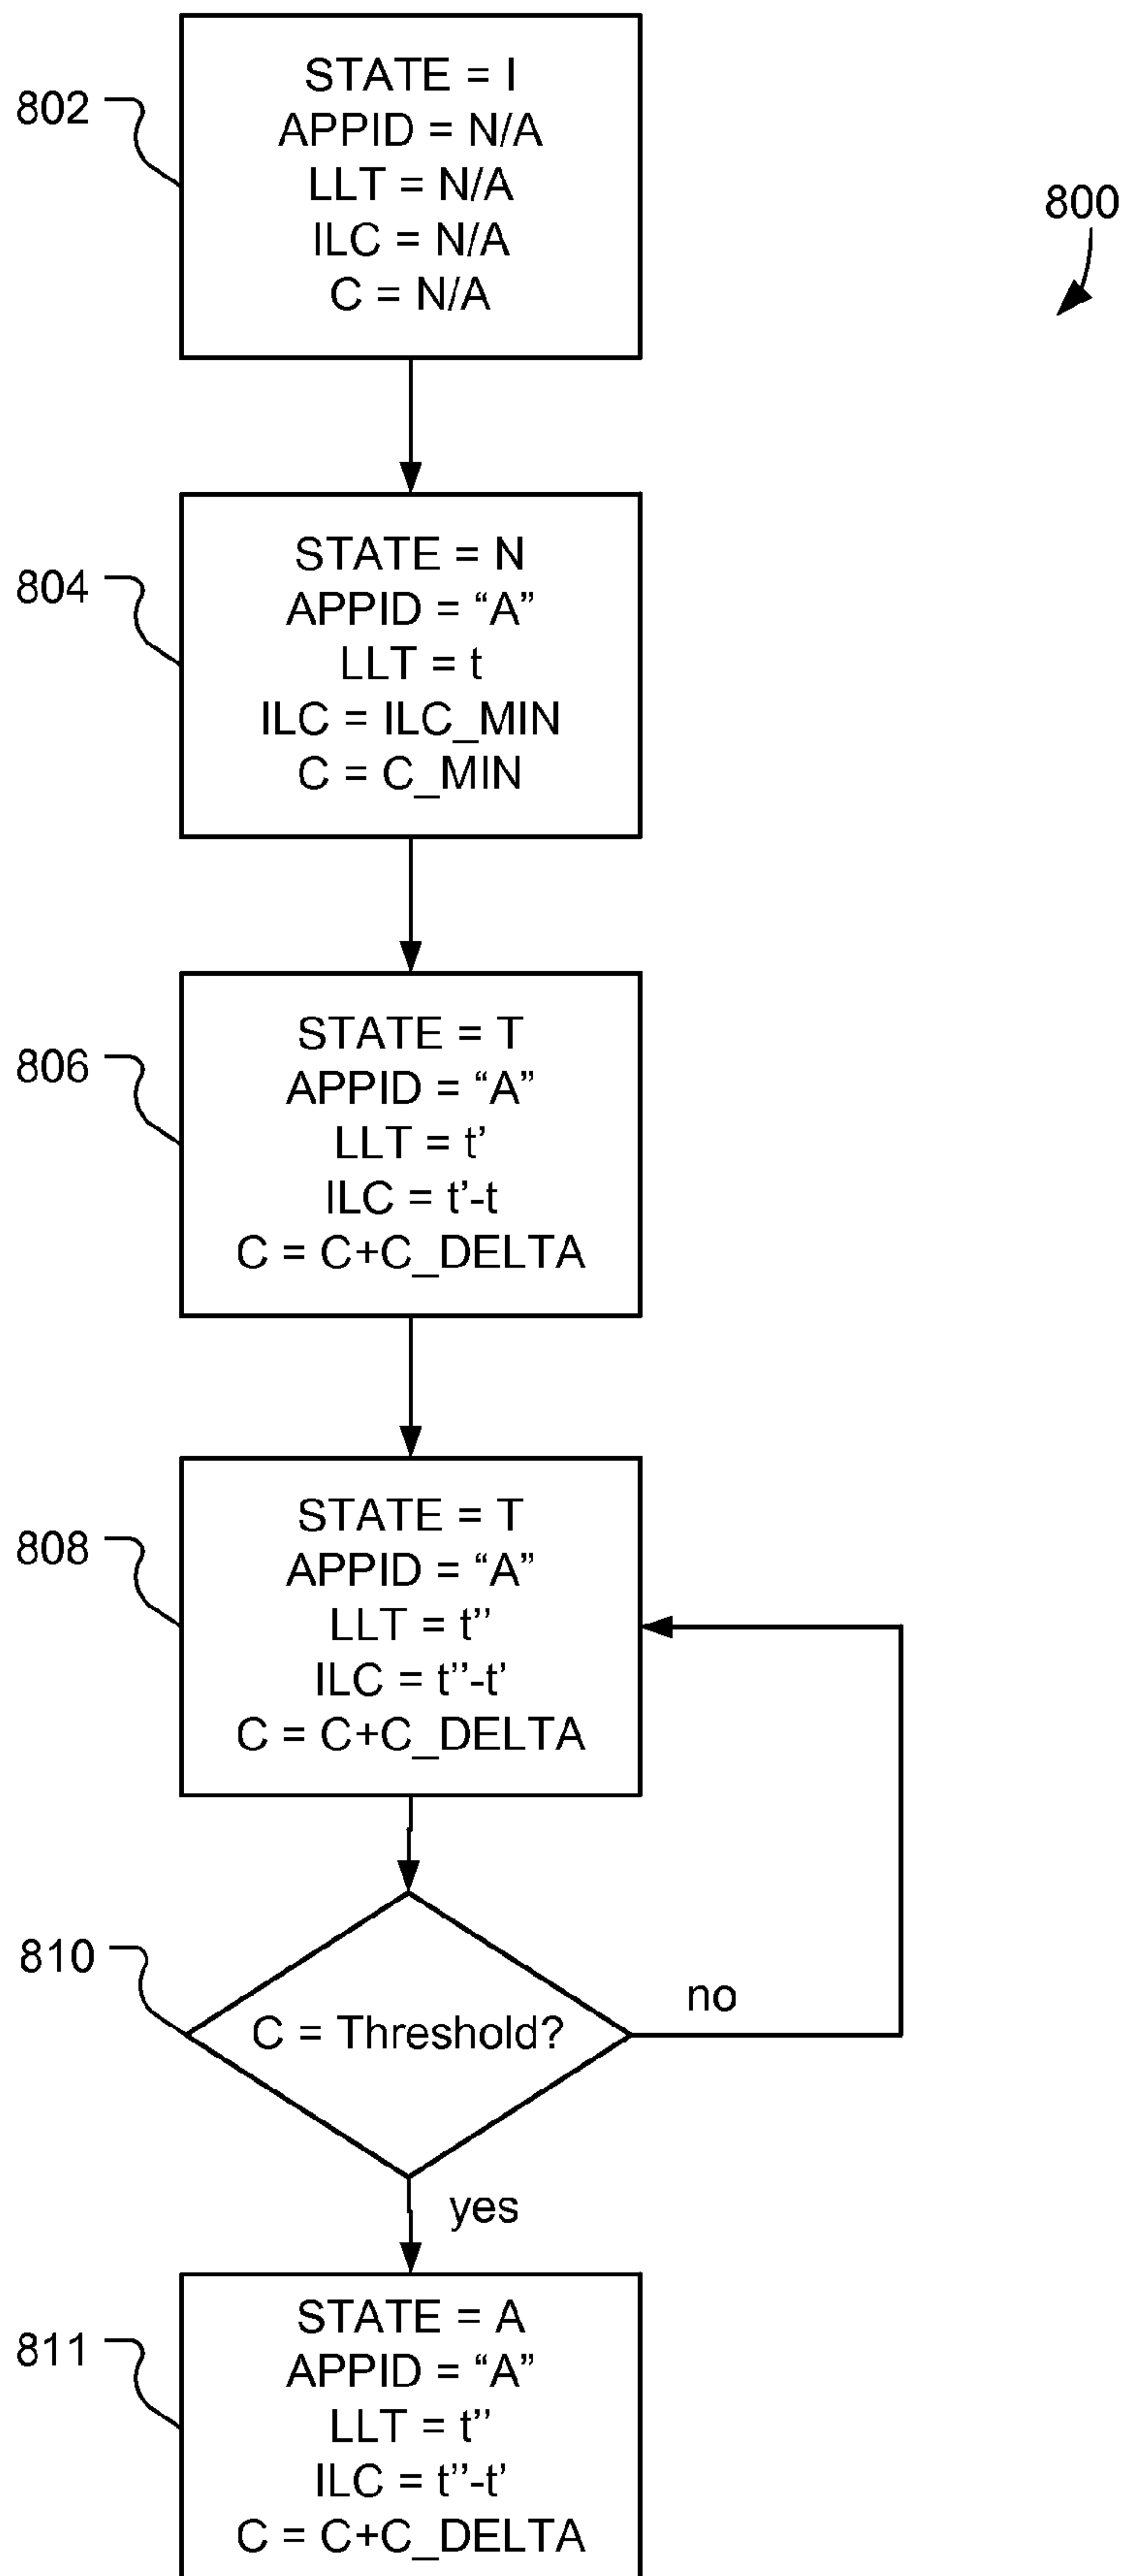 802
STATE = I
APPID = N/A
LLT = N/A
ILC = N/A
C = N/A
800
804
STATE = N
APPID = “A”
LLT = t
ILC = ILC_MIN
C = C_MIN
806
STATE = T
APPID = “A”
LLT = t’
ILC = t’-t
C = C+C_DELTA
808
STATE = T
APPID = “A”
LLT = t’’
ILC = t’’-t’
C = C+C_DELTA
810
C = Threshold?
no
yes
811
STATE = A
APPID = “A”
LLT = t’’
ILC = t’’-t’
C = C+C_DELTA